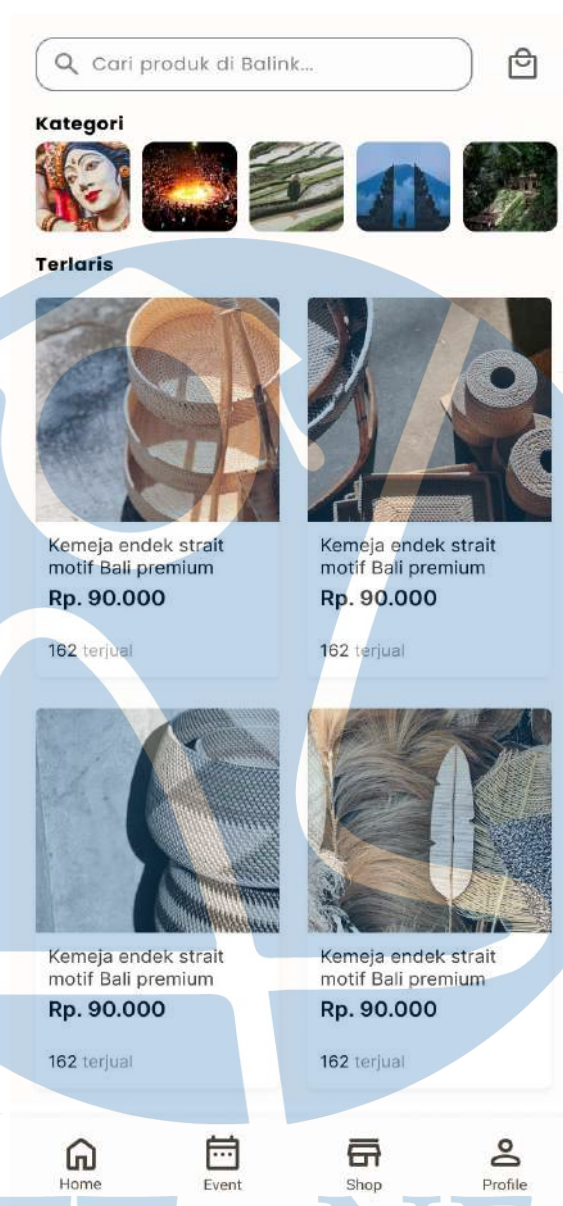 Cari produk di Balink...
Kategori
Terlaris
Kemeja endek strait
motif Bali premium
Rp. 90.000
162 terjual
Kemeja endek strait
motif Bali premium
Rp. 90.000
162 terjual
Kemeja endek strait
motif Bali premium
Rp. 90.000
162 terjual
Kemeja endek strait
motif Bali premium
Rp. 90.000
162 terjual
Home Event Shop Profile